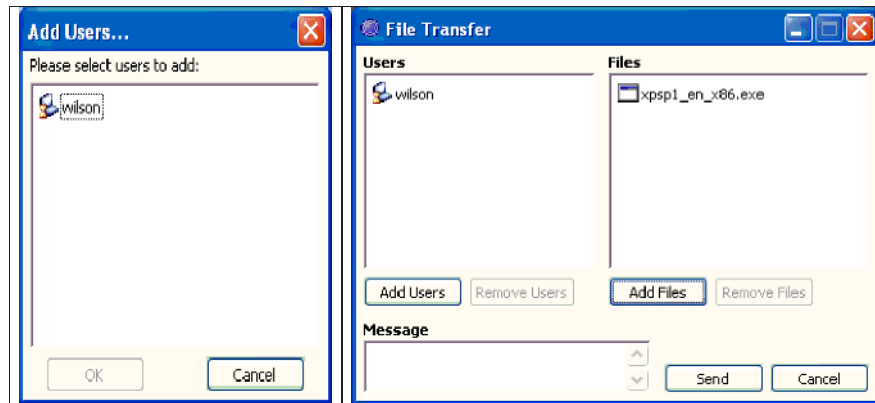 Add Users...
Please select users to add:
wilson
OK
Cancel
File Transfer
Users
Files
wilson
xpsp1_en_x86.exe
Add Users
Remove Users
Add Files
Remove Files
Message
Send
Cancel